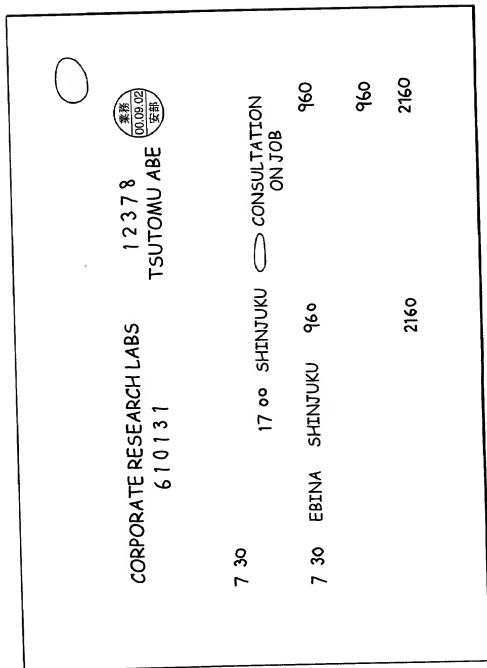 CORPORATE RESEARCH LABS 12378
610131 TSUTOMU ABE
業務
00.09.02
安部
7 30 17 00 SHINJUKU CONSULTATION
ON JOB
7 30 EBINA SHINJUKU 960 960
960
2160 2160